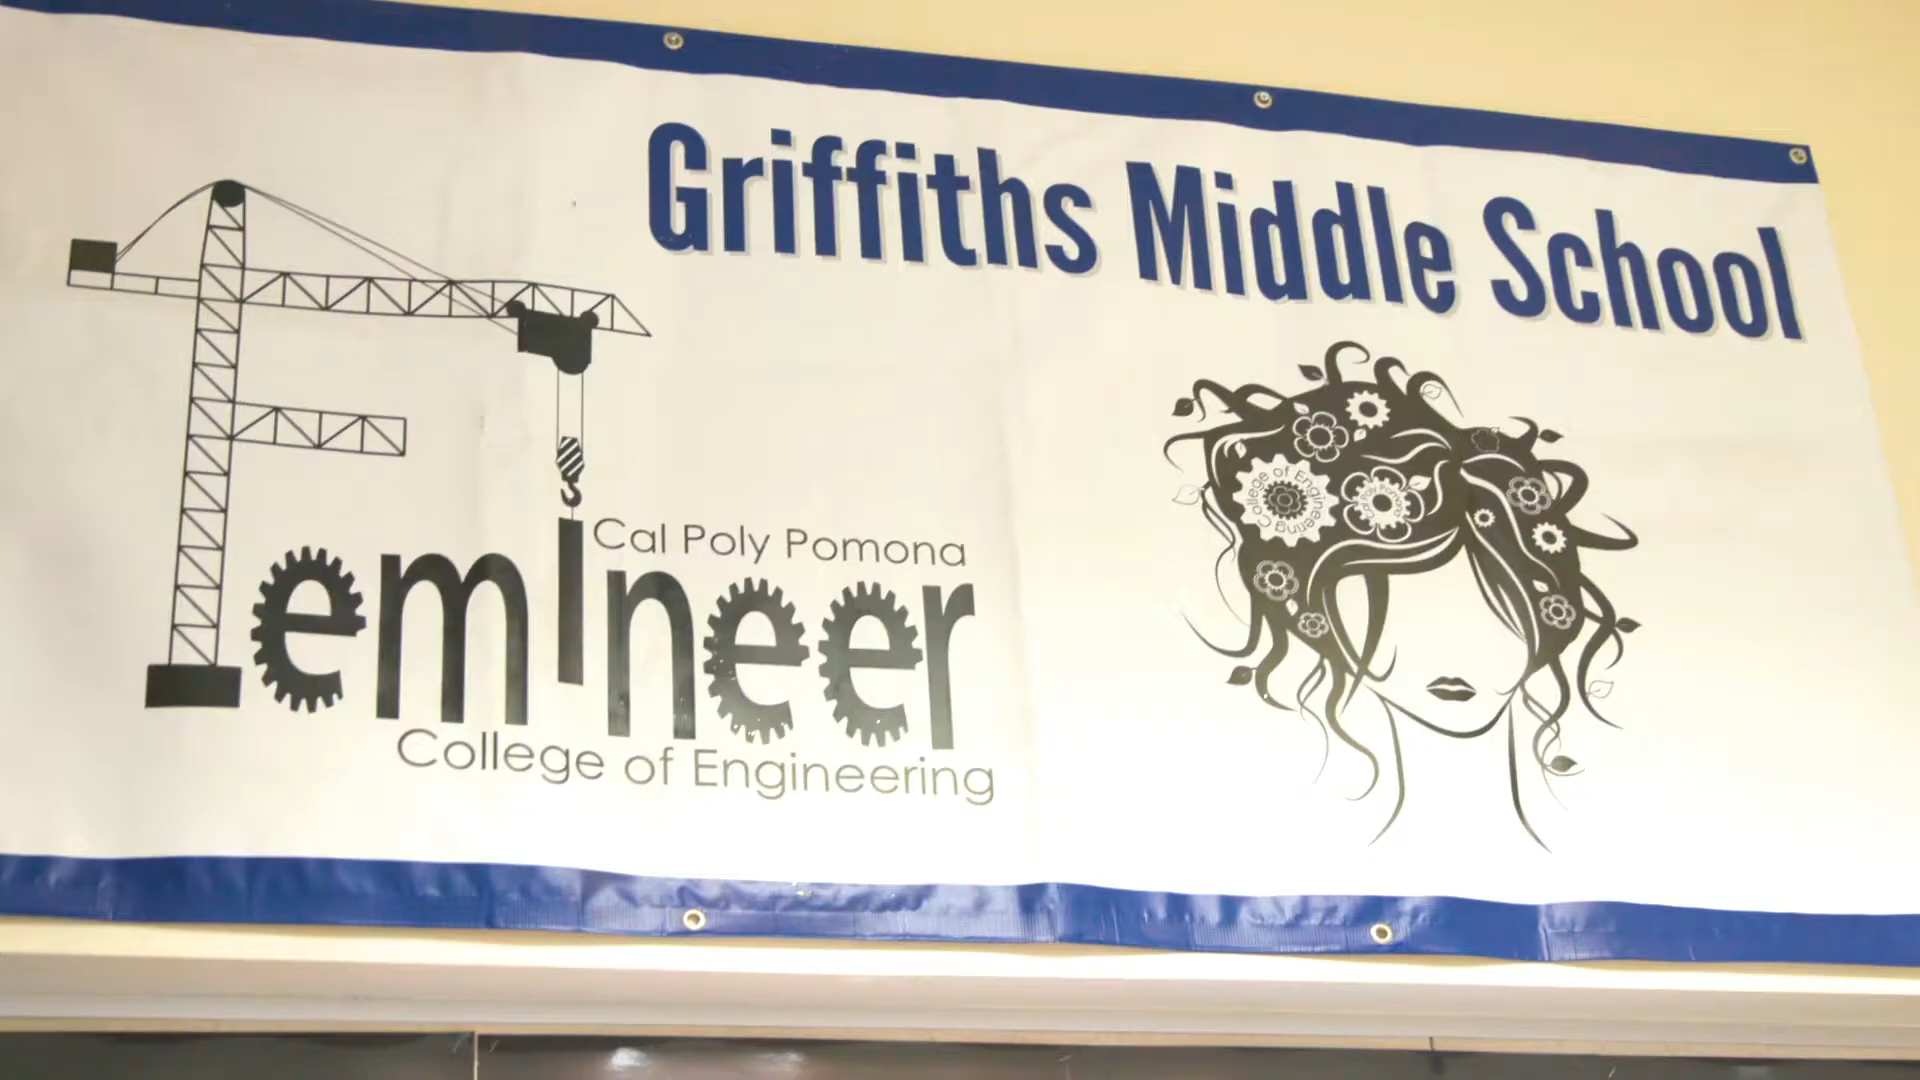 Griffiths Middle School
Cal Poly Pomona
Femineer
College of Engineering
College of Engineering
Cal Poly Pomona